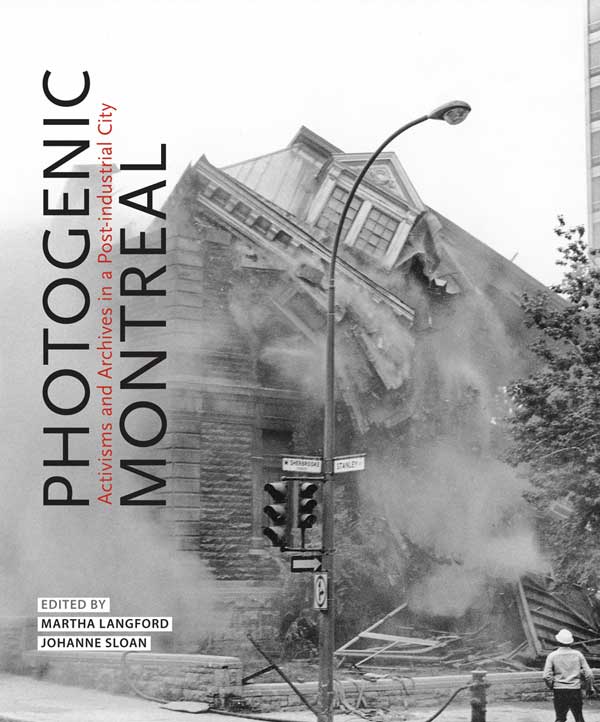 PHOTOGENIC
Activisms and Archives in a Post-industrial City
MONTREAL
SHERBROOKE
STANLEY
EDITED BY
MARTHA LANGFORD
JOHANNE SLOAN